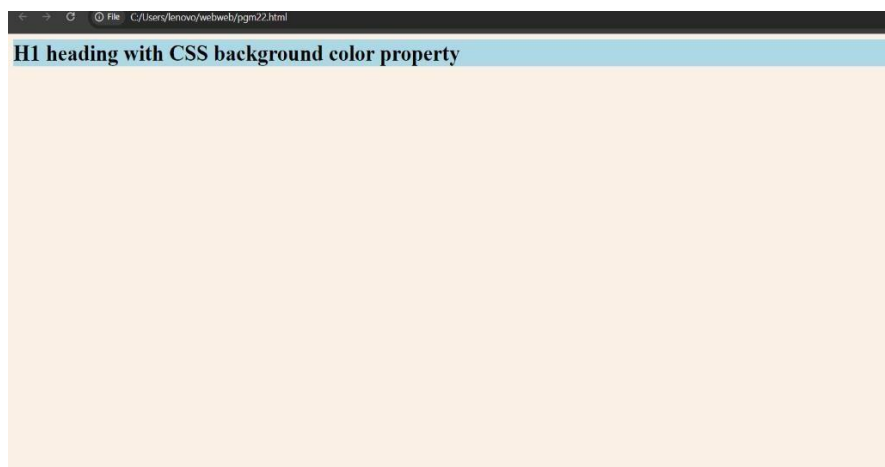 File C:/Users/lenovo/webweb/pgm22.html
H1 heading with CSS background color property